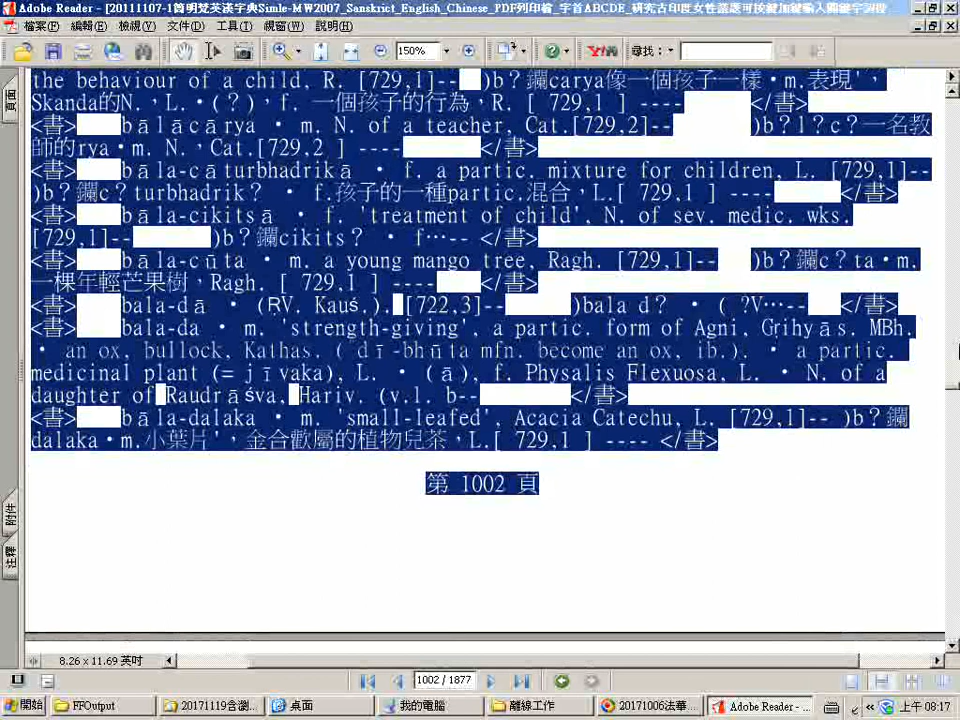 Adobe Reader - [20111107-1簡明梵英漢字典Simle-MW2007_Sanskrict_English_Chinese_PDF列印檔_字首ABCDE_研究古印度女性議題可按鍵輸入關鍵字詞搜
檔案(F) 編輯(E) 檢視(V) 文件(D) 工具(T) 視窗(W) 說明(H)
150% 尋找：
頁面
附件
注釋
the behaviour of a child, R. [729,1]-- )b？鑭carya像一個孩子一樣‧m.表現'，
Skanda的N.，L.‧(？)，f. 一個孩子的行為，R. [ 729,1 ] ---- </書>
<書> bālācārya ‧ m. N. of a teacher, Cat.[729,2]-- )b？l？c？一名教
師的rya‧m. N.，Cat.[729,2 ] ---- </書>
<書> bāla-cāturbhadrikā ‧ f. a partic. mixture for children, L. [729,1]--
)b？鑭c？turbhadrik？ ‧ f.孩子的一種partic.混合，L.[ 729,1 ] ---- </書>
<書> bāla-cikitsā ‧ f. 'treatment of child', N. of sev. medic. wks.
[729,1]-- )b？鑭cikits？ ‧ f…-- </書>
<書> bāla-cūta ‧ m. a young mango tree, Ragh. [729,1]-- )b？鑭c？ta‧m.
一棵年輕芒果樹，Ragh. [ 729,1 ] ---- </書>
<書> bala-dā ‧ (ṚV. Kauś.). [722,3]-- )bala d？ ‧ ( ?V…-- </書>
<書> bala-da ‧ m. 'strength-giving', a partic. form of Agni, Gṛihyās. MBh.
‧ an ox, bullock, Kathas. ( dī-bhūta mfn. become an ox, ib.). ‧ a partic.
medicinal plant (= jīvaka), L. ‧ (ā), f. Physalis Flexuosa, L. ‧ N. of a
daughter of Raudrāśva, Hariv. (v.l. b-- </書>
<書> bāla-dalaka ‧ m. 'small-leafed', Acacia Catechu, L. [729,1]-- )b？鑭
dalaka‧m.小葉片'，金合歡屬的植物兒茶，L.[ 729,1 ] ---- </書>
第 1002 頁
8.26 x 11.69 英吋
1002 / 1877
開始 FFOutput 20171119含瀏... 桌面 我的電腦 離線工作 20171006法華... Adobe Reader - ... 上午 08:17